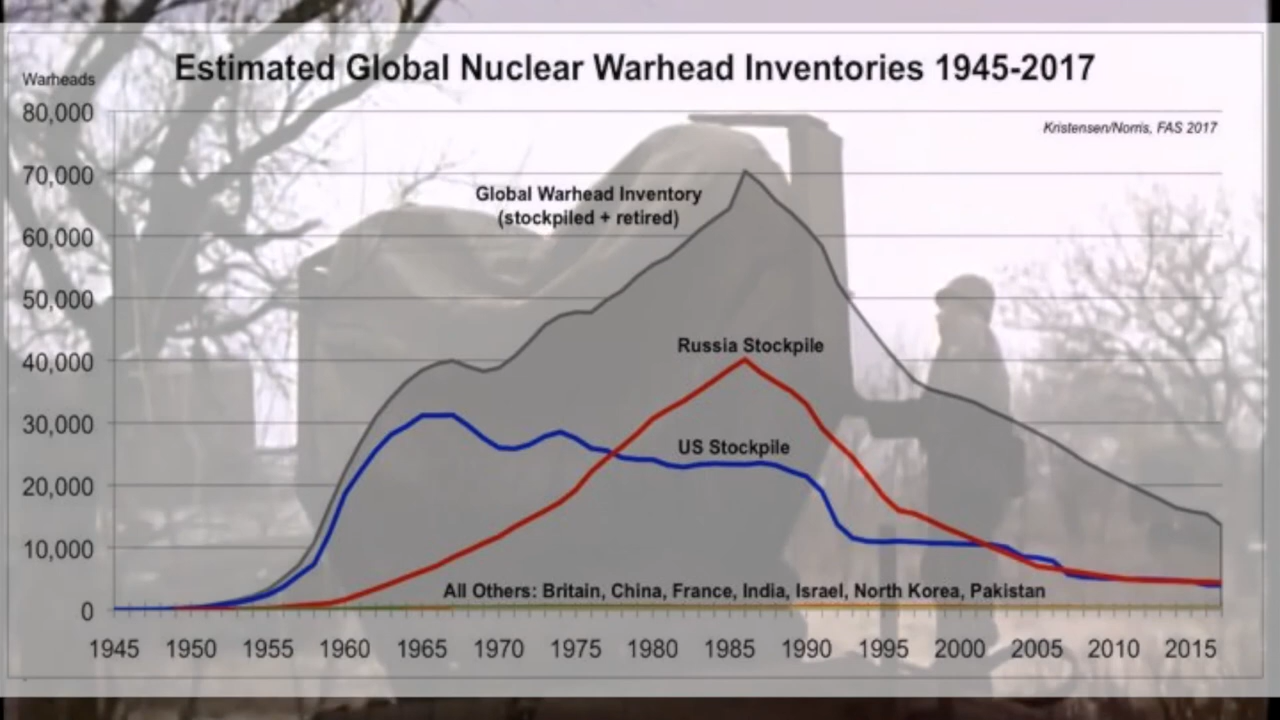 Estimated Global Nuclear Warhead Inventories 1945-2017
Warheads
80,000
Kristensen/Norris, FAS 2017
70,000
Global Warhead Inventory
(stockpiled + retired)
60,000
50,000
Russia Stockpile
40,000
30,000
US Stockpile
20,000
10,000
All Others: Britain, China, France, India, Israel, North Korea, Pakistan
0
1945 1950 1955 1960 1965 1970 1975 1980 1985 1990 1995 2000 2005 2010 2015